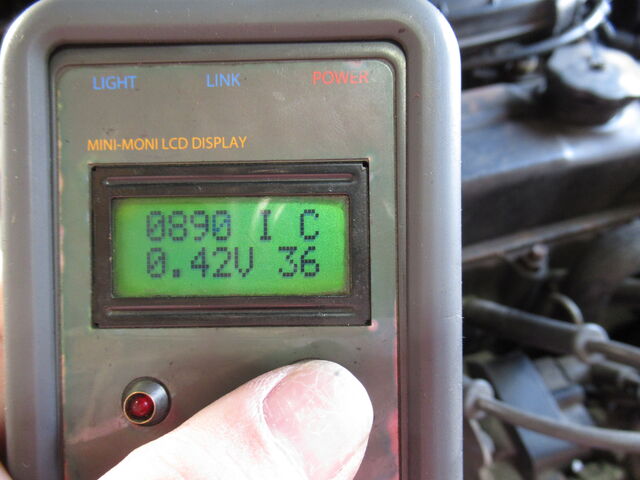 LIGHT LINK POWER
MINI-MONI LCD DISPLAY
0890 I C
0.42V 36